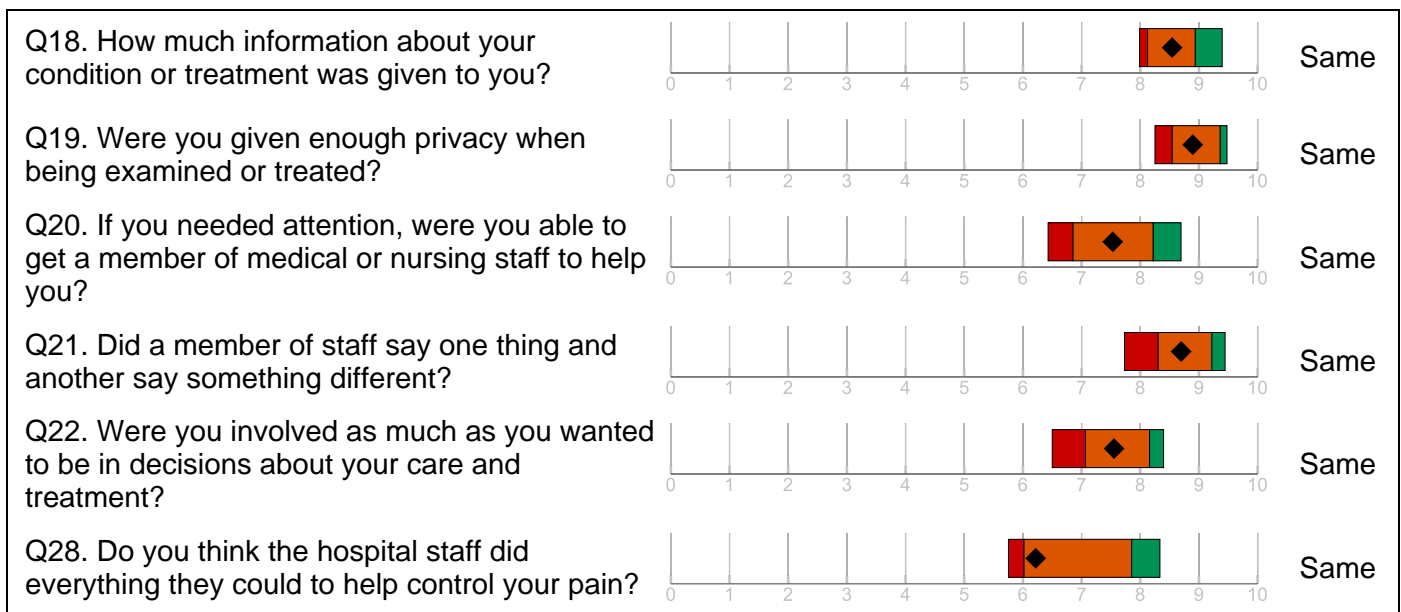 Q18. How much information about your
condition or treatment was given to you?
0 1 2 3 4 5 6 7 8 9 10
Same
Q19. Were you given enough privacy when
being examined or treated?
0 1 2 3 4 5 6 7 8 9 10
Same
Q20. If you needed attention, were you able to
get a member of medical or nursing staff to help
you?
0 1 2 3 4 5 6 7 8 9 10
Same
Q21. Did a member of staff say one thing and
another say something different?
0 1 2 3 4 5 6 7 8 9 10
Same
Q22. Were you involved as much as you wanted
to be in decisions about your care and
treatment?
0 1 2 3 4 5 6 7 8 9 10
Same
Q28. Do you think the hospital staff did
everything they could to help control your pain?
0 1 2 3 4 5 6 7 8 9 10
Same